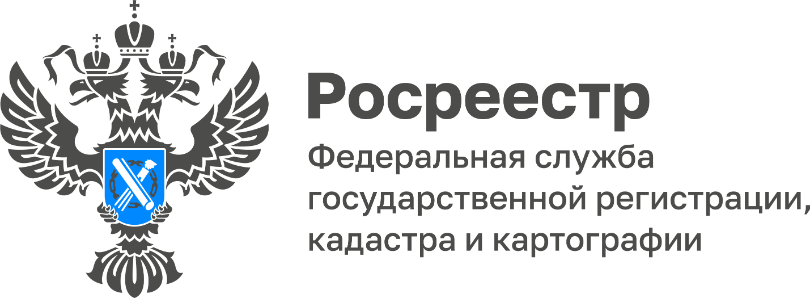 Росреестр
Федеральная служба
государственной регистрации,
кадастра и картографии